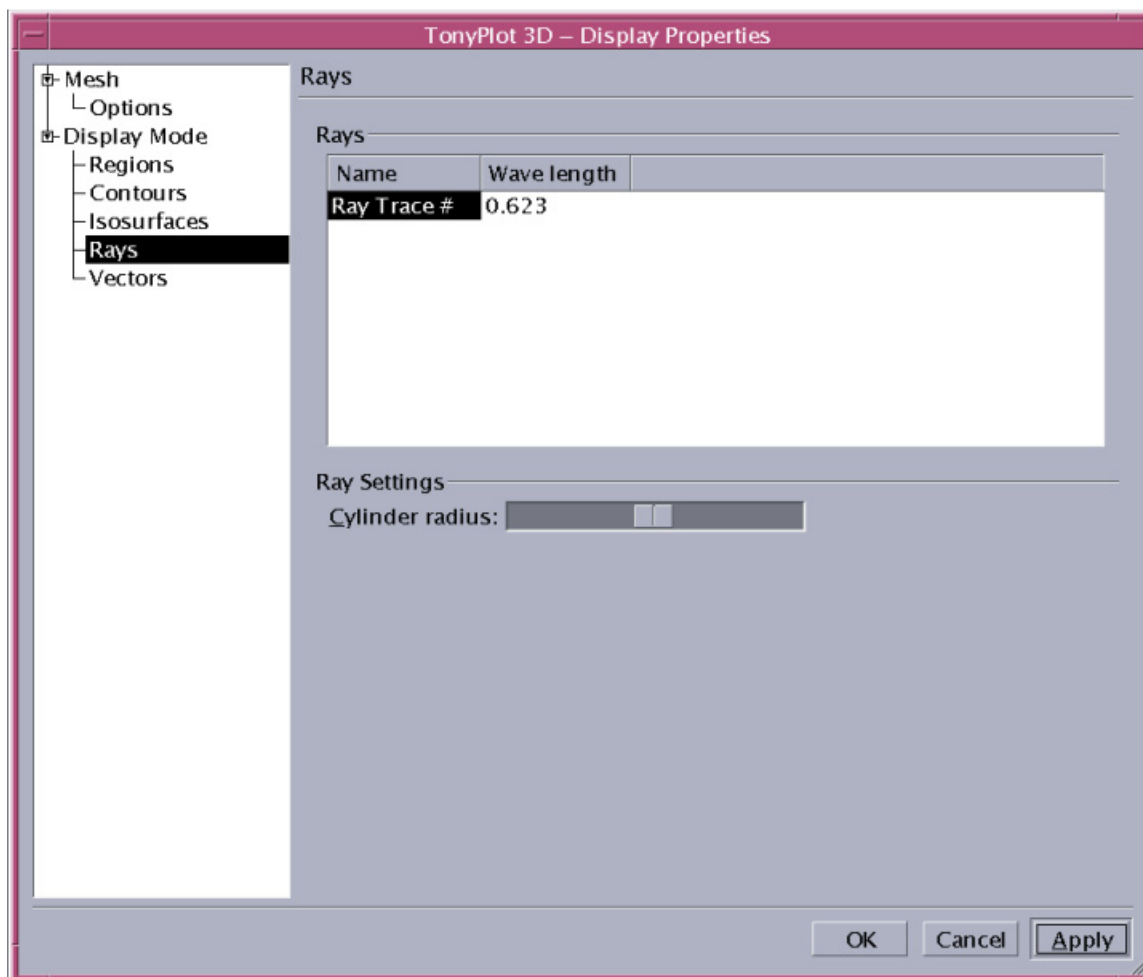 TonyPlot 3D – Display Properties
Mesh
Options
Display Mode
Regions
Contours
Isosurfaces
Rays
Vectors
Rays
Rays
Name Wave length
Ray Trace # 0.623
Ray Settings
Cylinder radius:
OK Cancel Apply